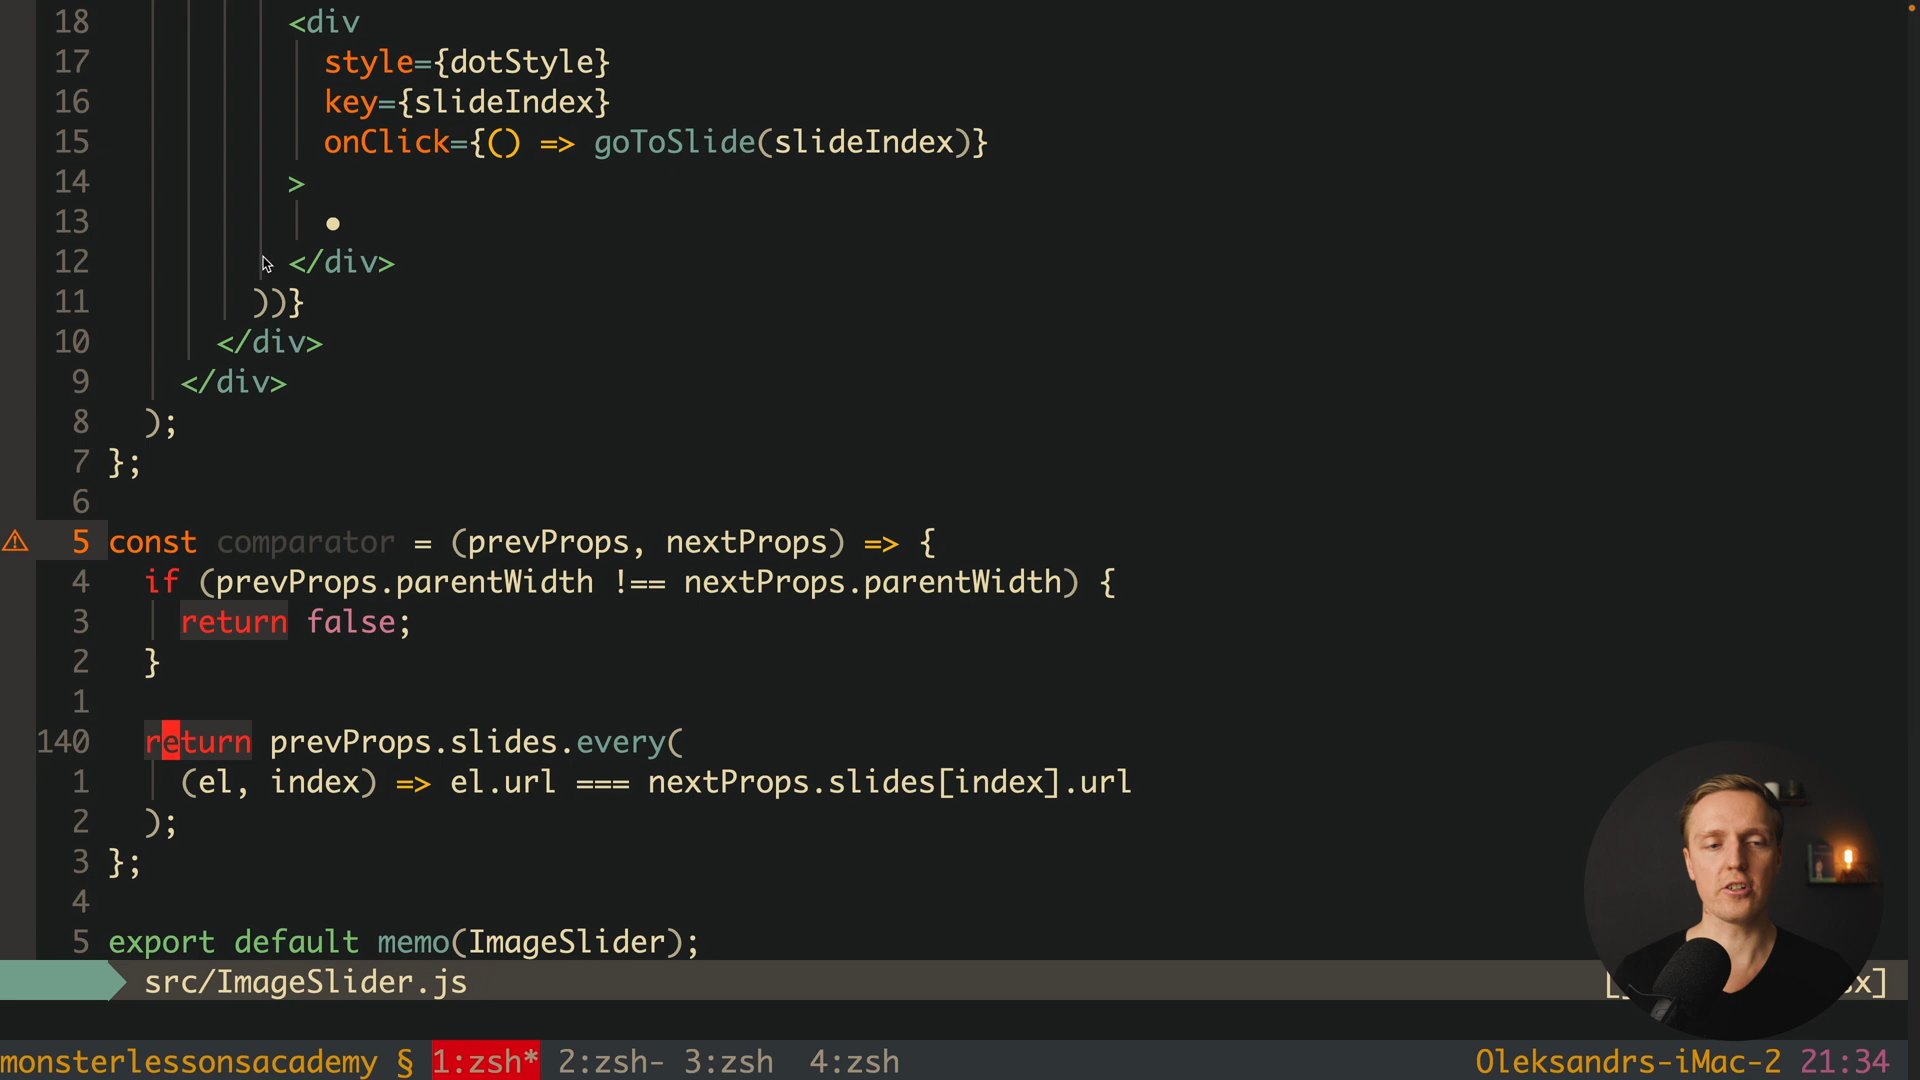 18 <div
17 style={dotStyle}
16 key={slideIndex}
15 onClick={() => goToSlide(slideIndex)}
14 >
13 ●
12 </div>
11 ))}
10 </div>
9 </div>
8 );
7 };
6
5 const comparator = (prevProps, nextProps) => {
4 if (prevProps.parentWidth !== nextProps.parentWidth) {
3 return false;
2 }
1
140 return prevProps.slides.every(
1 (el, index) => el.url === nextProps.slides[index].url
2 );
3 };
4
5 export default memo(ImageSlider);
src/ImageSlider.js
monsterlessonsacademy § 1:zsh* 2:zsh- 3:zsh 4:zsh Oleksandrs-iMac-2 21:34